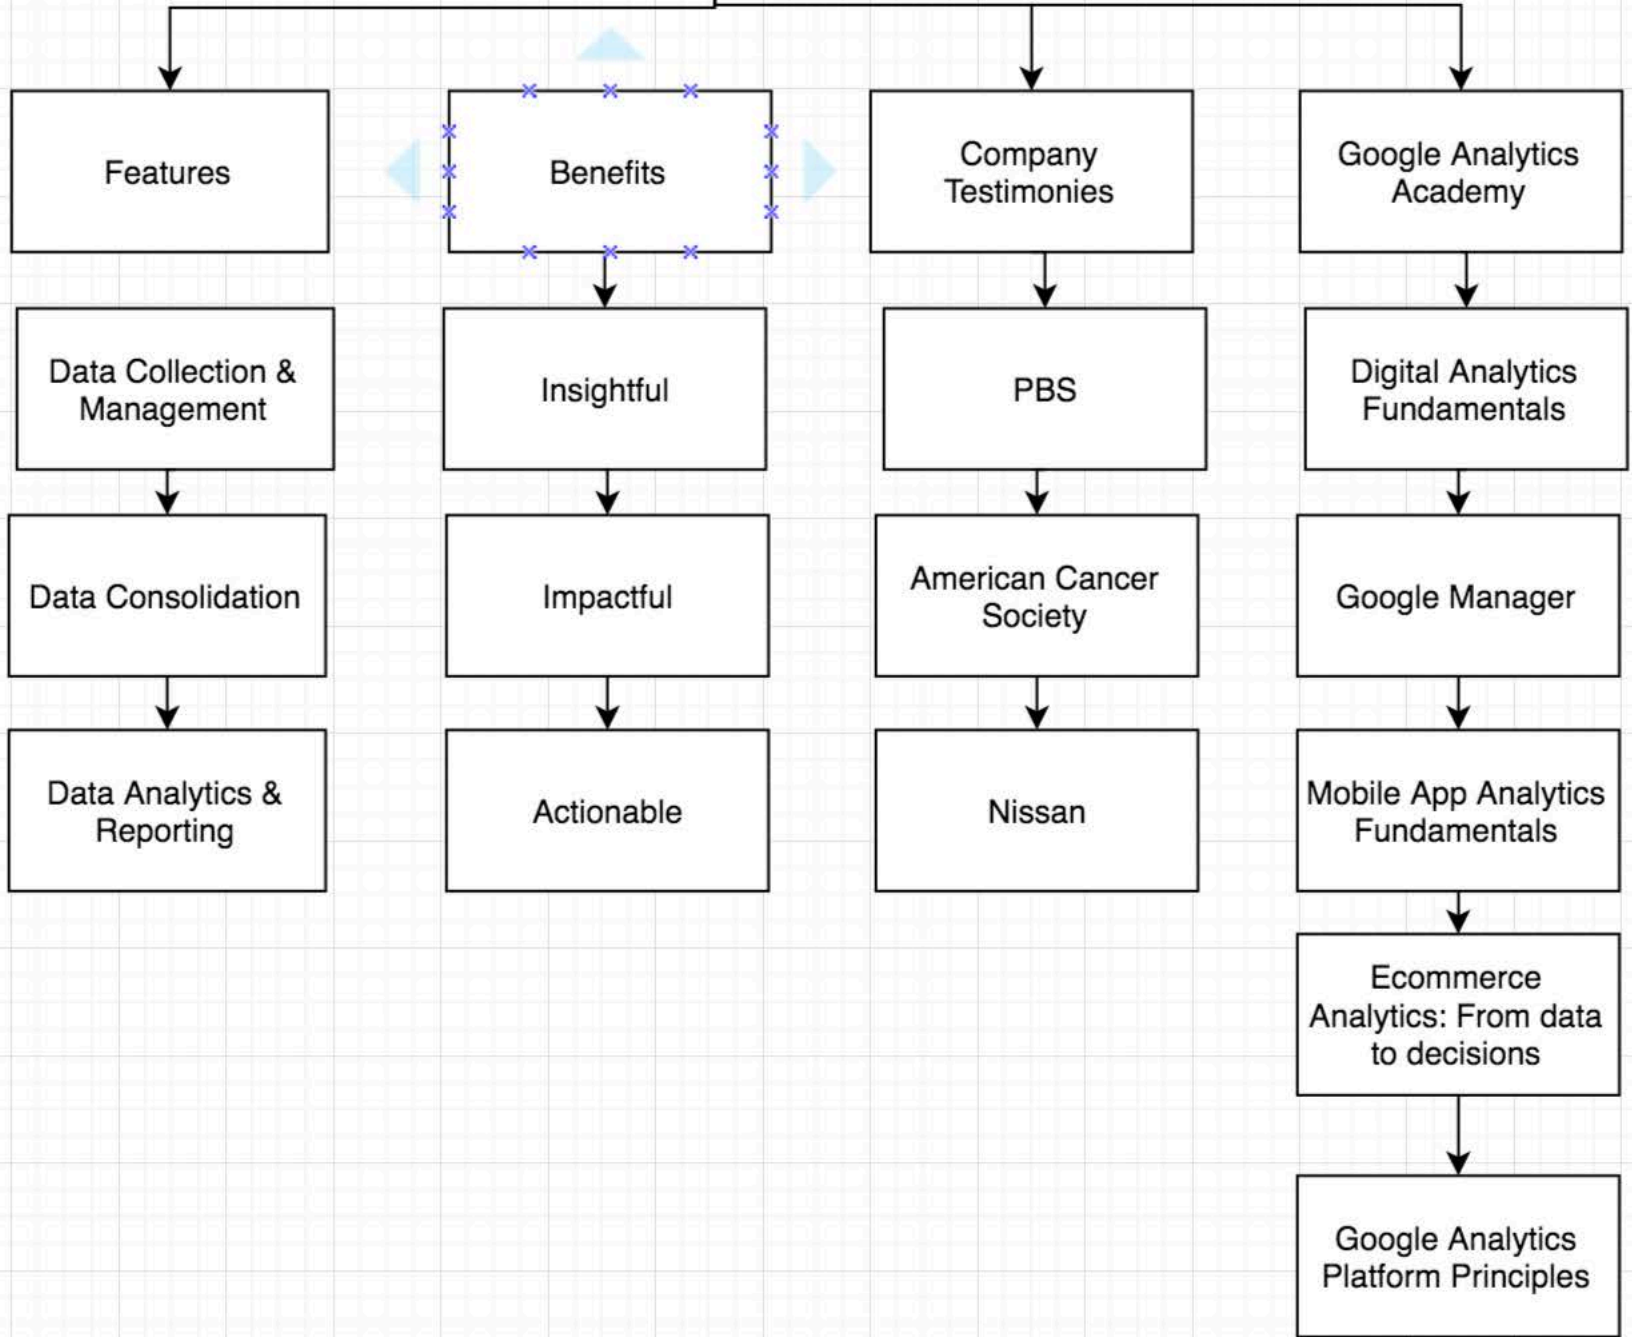 Features
Benefits
Company
Testimonies
Google Analytics
Academy
Data Collection &
Management
Insightful
PBS
Digital Analytics
Fundamentals
Data Consolidation
Impactful
American Cancer
Society
Google Manager
Data Analytics &
Reporting
Actionable
Nissan
Mobile App Analytics
Fundamentals
Ecommerce
Analytics: From data
to decisions
Google Analytics
Platform Principles